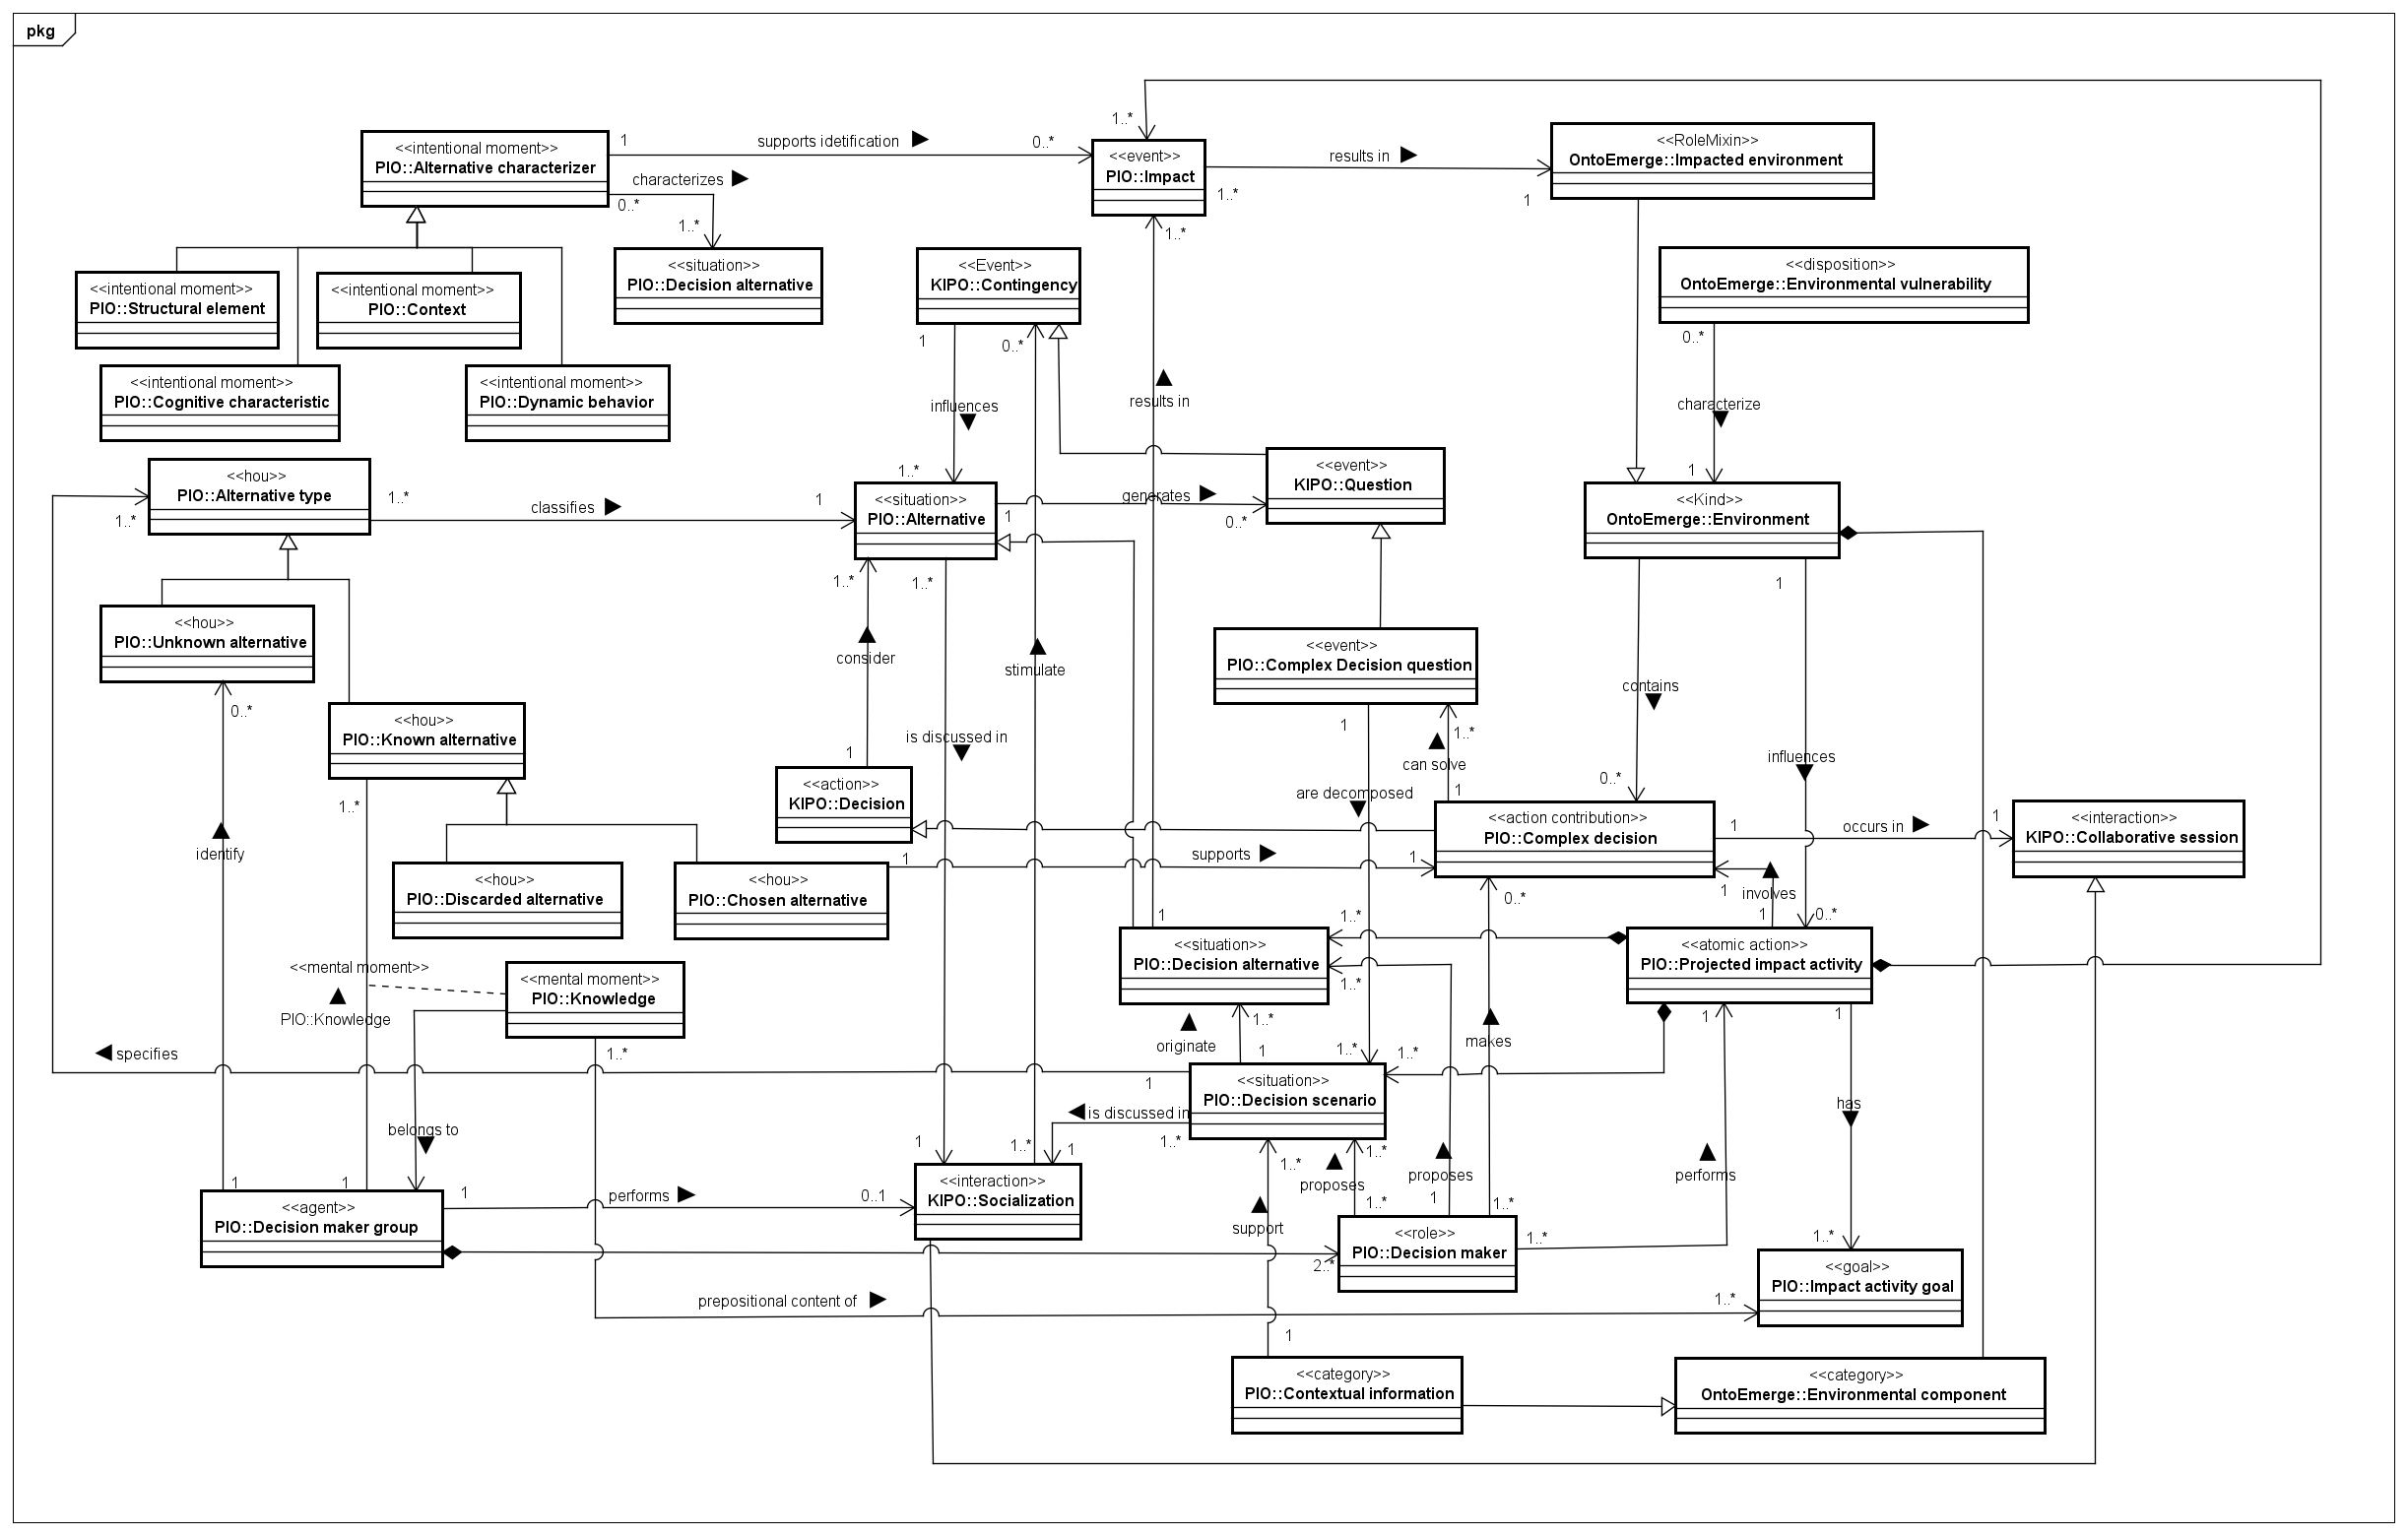 pkg
1..*
<<intentional moment>>
PIO::Alternative characterizer
1
supports idetification
0..*
<<event>>
PIO::Impact
results in
1..*
1
<<RoleMixin>>
OntoEmerge::Impacted environment
characterizes
0..*
1..*
1..*
<<situation>>
PIO::Decision alternative
<<Event>>
KIPO::Contingency
<<disposition>>
OntoEmerge::Environmental vulnerability
<<intentional moment>>
PIO::Structural element
<<intentional moment>>
PIO::Context
1
0..*
0..*
<<intentional moment>>
PIO::Cognitive characteristic
<<intentional moment>>
PIO::Dynamic behavior
influences
results in
characterize
<<hou>>
PIO::Alternative type
1..*
1..*
classifies
1
1..*
<<situation>>
PIO::Alternative
1
generates
0..*
<<event>>
KIPO::Question
1
<<Kind>>
OntoEmerge::Environment
1..*
1..*
1
<<hou>>
PIO::Unknown alternative
0..*
consider
stimulate
<<event>>
PIO::Complex Decision question
contains
<<hou>>
PIO::Known alternative
1..*
1
is discussed in
1
1..*
can solve
1
influences
0..*
<<action>>
KIPO::Decision
are decomposed
<<action contribution>>
PIO::Complex decision
1
occurs in
1
<<interaction>>
KIPO::Collaborative session
identify
<<hou>>
PIO::Discarded alternative
<<hou>>
PIO::Chosen alternative
1
supports
1
1
involves
1
0..*
0..*
1
1..*
<<situation>>
PIO::Decision alternative
1..*
<<atomic action>>
PIO::Projected impact activity
<<mental moment>>
PIO::Knowledge
<<mental moment>>
PIO::Knowledge
1..*
specifies
originate
1..*
1
1..*
1..*
makes
1
1
1
<<situation>>
PIO::Decision scenario
has
belongs to
is discussed in
1..*
1
1
1..*
1..*
proposes
1..*
proposes
performs
1
1
<<agent>>
PIO::Decision maker group
1
performs
0..1
<<interaction>>
KIPO::Socialization
support
1..*
1
1..*
<<role>>
PIO::Decision maker
1..*
2..*
1..*
<<goal>>
PIO::Impact activity goal
prepositional content of
1..*
1
<<category>>
PIO::Contextual information
<<category>>
OntoEmerge::Environmental component